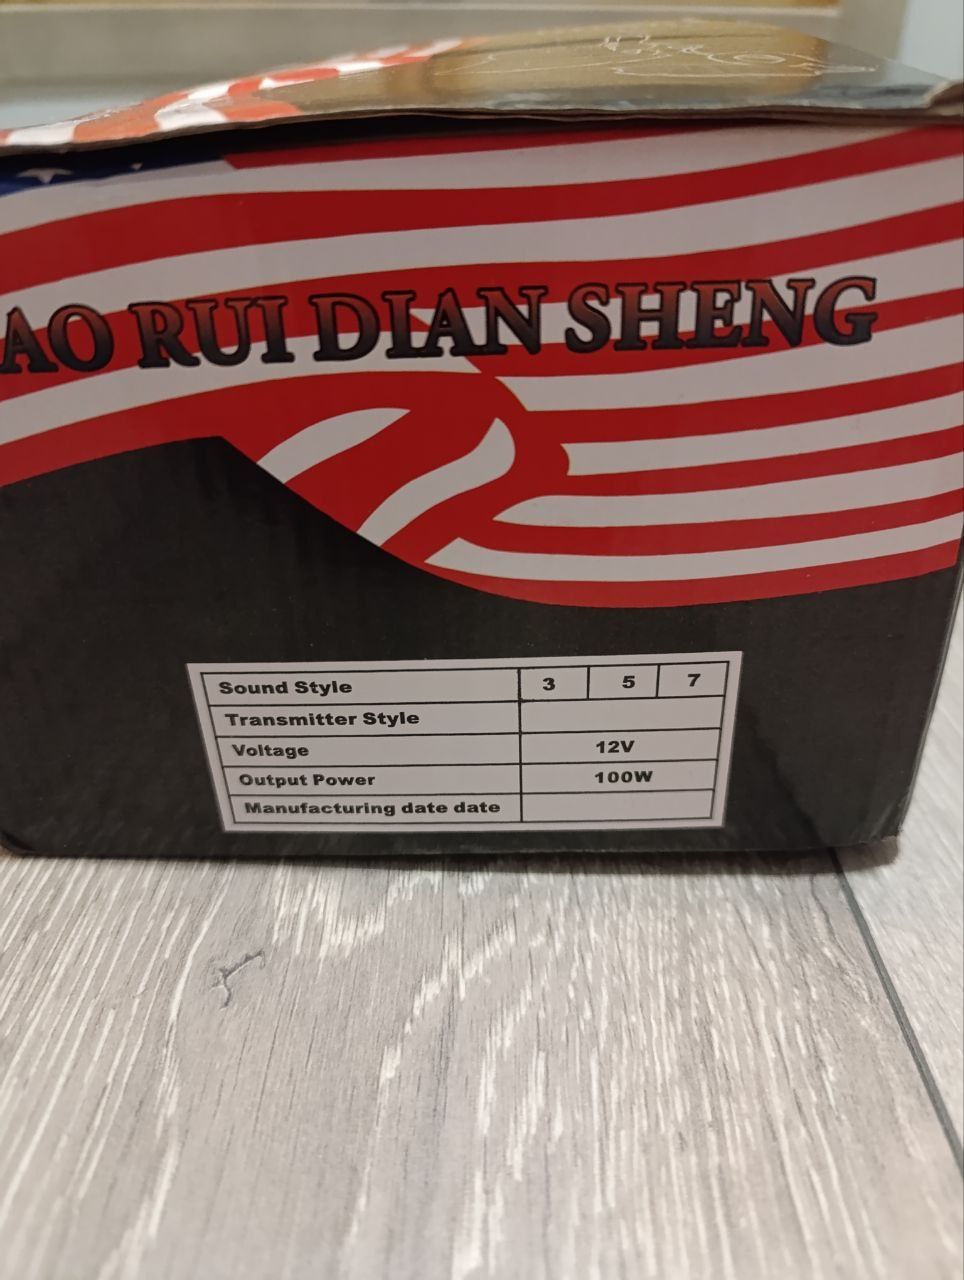 AO RUI DIAN SHENG
Sound Style 3 5 7
Transmitter Style
Voltage 12V
Output Power 100W
Manufacturing date date